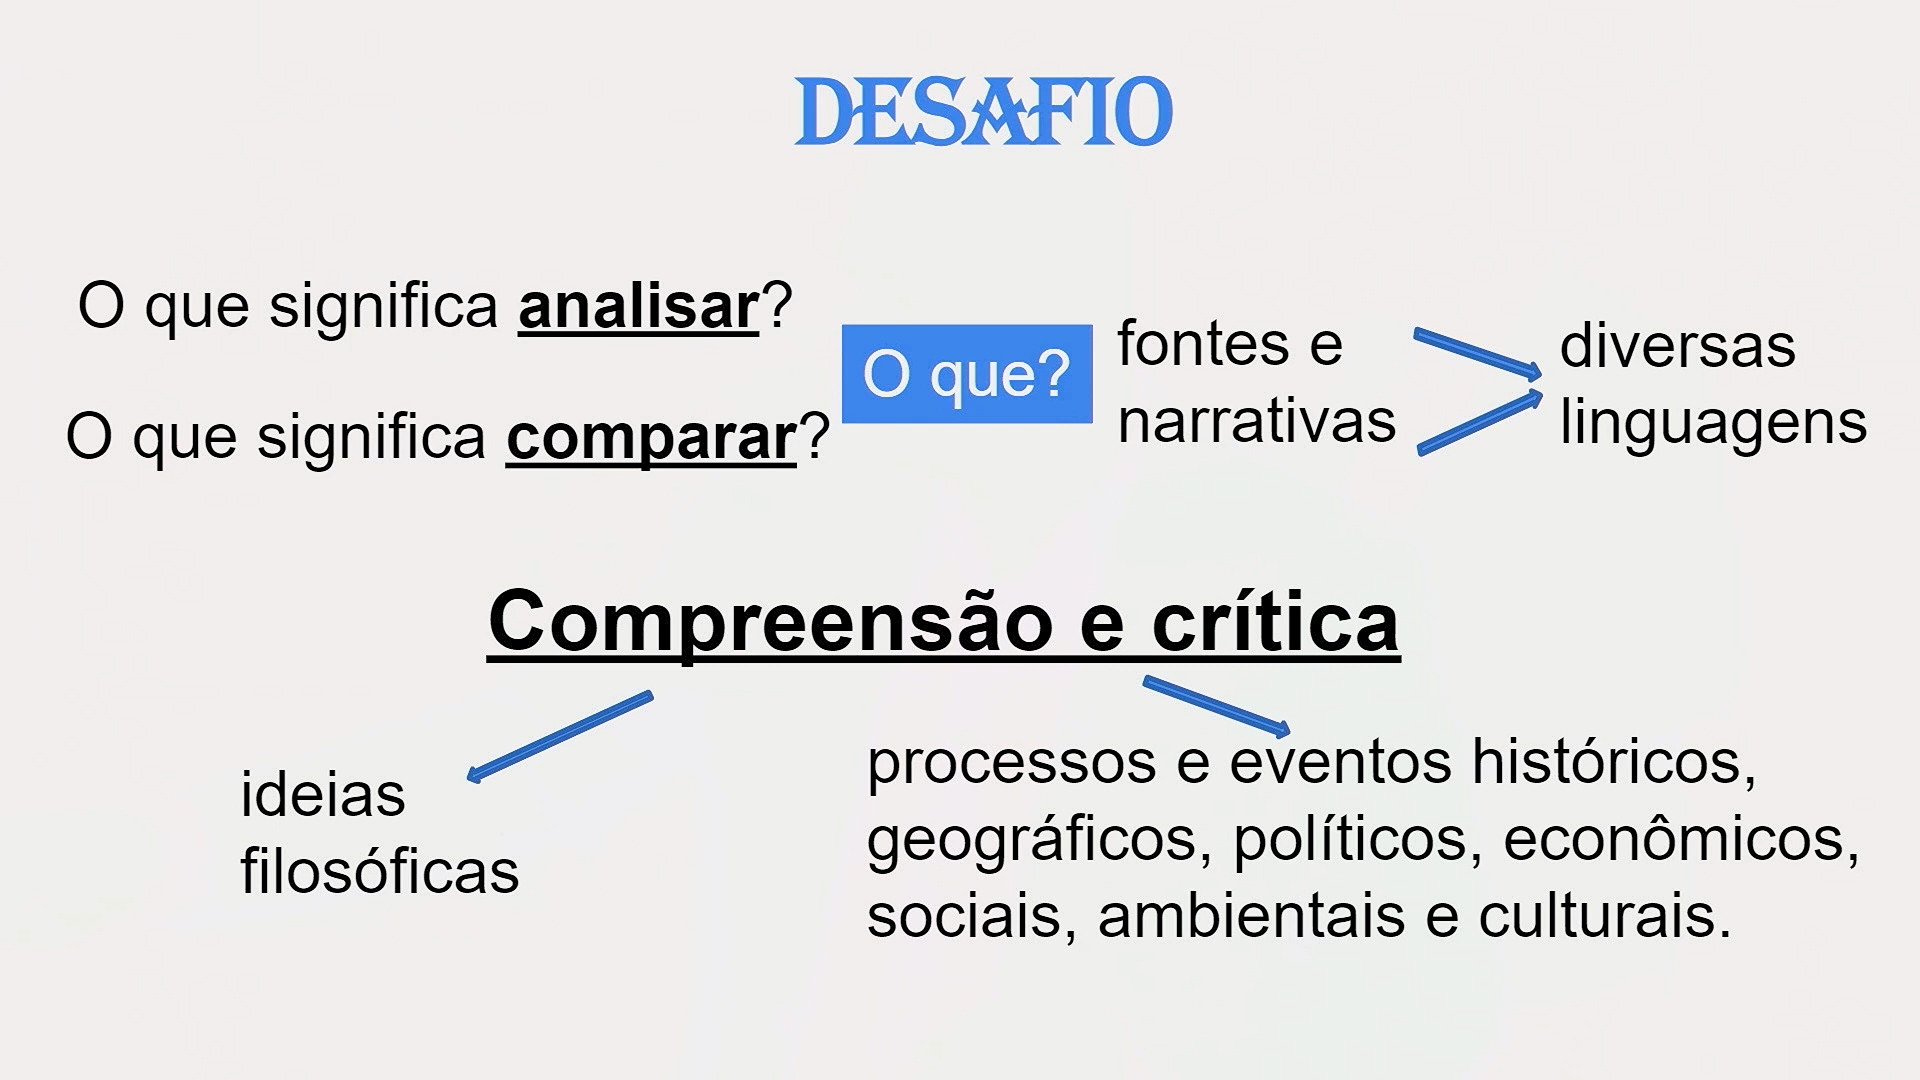 DESAFIO
O que significa analisar?
O que significa comparar?
O que?
fontes e
narrativas
diversas
linguagens
Compreensão e crítica
ideias
filosóficas
processos e eventos históricos,
geográficos, políticos, econômicos,
sociais, ambientais e culturais.